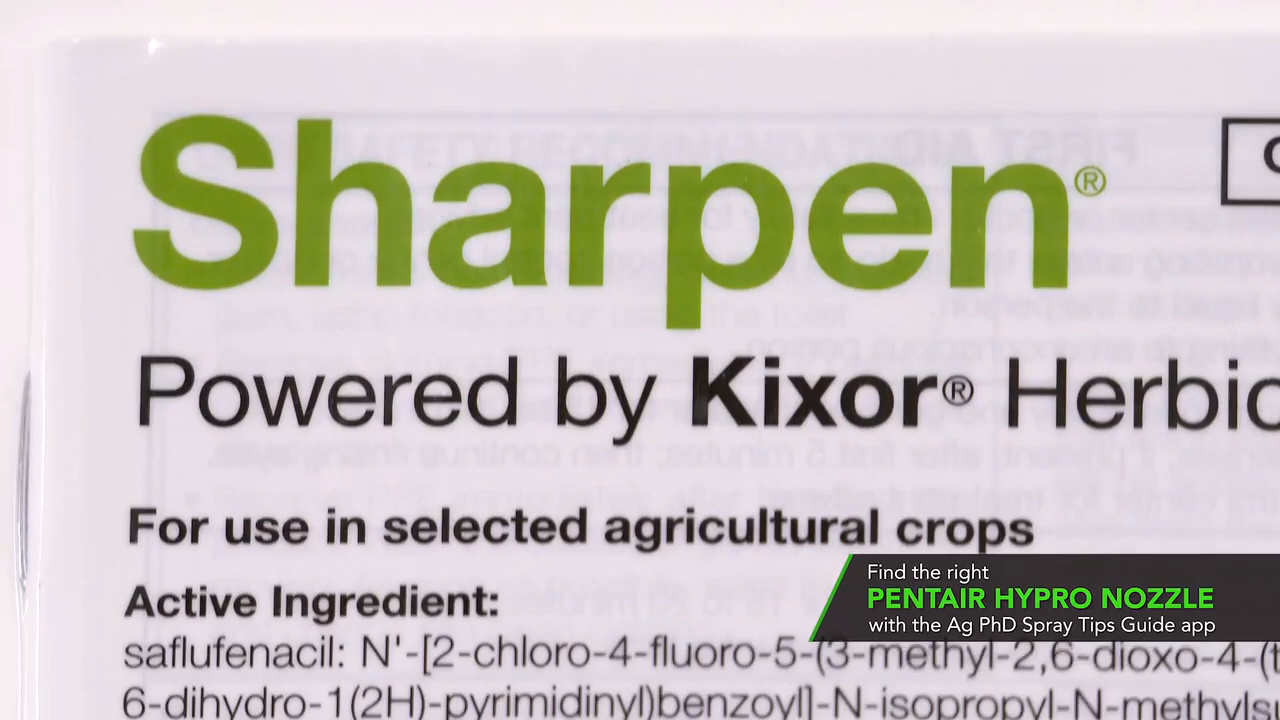 Sharpen®
Powered by Kixor® Herbic
For use in selected agricultural crops
Active Ingredient:
saflufenacil: N'-[2-chloro-4-fluoro-5-(3-methyl-2,6-dioxo-4-(t
6-dihydro-1(2H)-pyrimidinyl)benzoyl]-N-isopropyl-N-methylsu
Find the right
PENTAIR HYPRO NOZZLE
with the Ag PhD Spray Tips Guide app